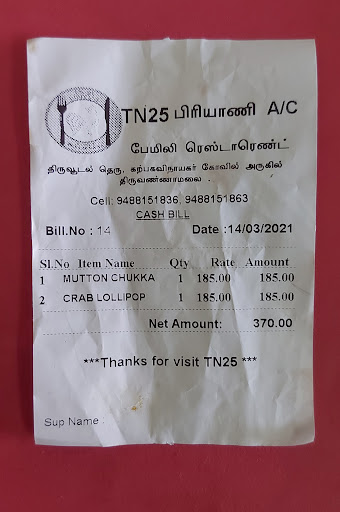 TN25 பிரியாணி A/C
பேமிலி ரெஸ்டாரெண்ட்
திருவூடல் தெரு, கற்பகவிநாயகர் கோவில் அருகில்
திருவண்ணாமலை .
Cell: 9488151836, 9488151863
CASH BILL
Bill.No : 14 Date :14/03/2021
Sl.No Item Name Qty Rate Amount
1 MUTTON CHUKKA 1 185.00 185.00
2 CRAB LOLLIPOP 1 185.00 185.00
Net Amount: 370.00
***Thanks for visit TN25 ***
Sup Name :